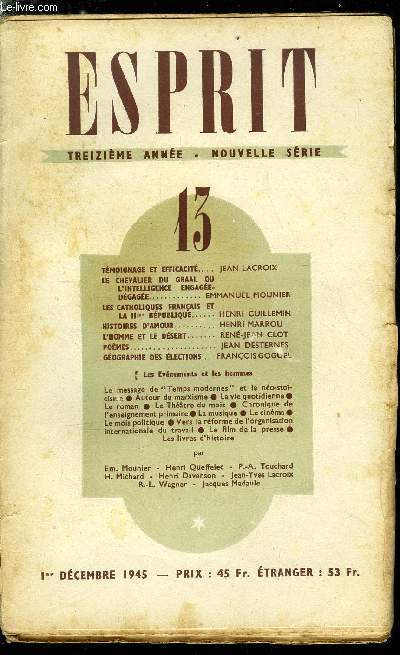 Le-livre.com
ESPRIT
TREIZIÈME ANNÉE . NOUVELLE SÉRIE
13
TÉMOIGNAGE ET EFFICACITÉ.... JEAN LACROIX
LE CHEVALIER DU GRAAL OU
L'INTELLIGENCE ENGAGÉE-
DÉGAGÉE............ EMMANUEL MOUNIER
LES CATHOLIQUES FRANÇAIS ET
LA IIme RÉPUBLIQUE...... HENRI GUILLEMIN
HISTOIRES D'AMOUR........ HENRI MARROU
L'HOMME ET LE DÉSERT...... RENÉ-JEAN CLOT
POÈMES................ JEAN DESTERNES
GÉOGRAPHIE DES ÉLECTIONS . FRANÇOIS GOGUEL
Les Evénements et les hommes
Le message de "Temps modernes" et le néo-stoï-
cisme ● Autour du marxisme ● La vie quotidienne ●
Le roman ● Le Théâtre du mois ● Chronique de
l'enseignement primaire ● La musique ● Le cinéma ●
Le mois politique ● Vers la réforme de l'organisation
internationale du travail ● Le film de la presse ●
Les livres d'histoire
par
Em. Mounier - Henri Queffelec - P.-A. Touchard
H. Michard - Henri Davenson - Jean-Yves Lacroix
R.-L. Wagner - Jacques Madaule
1er DÉCEMBRE 1945 — PRIX : 45 Fr. ÉTRANGER : 53 Fr.